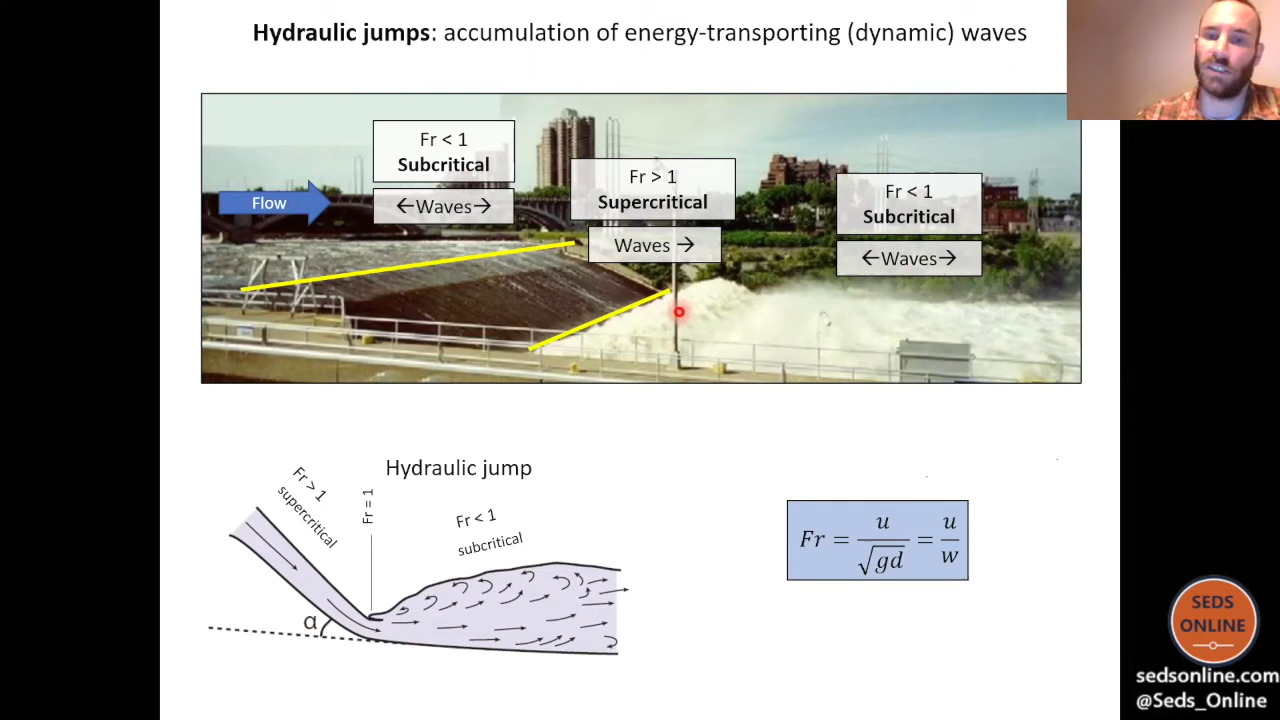 Hydraulic jumps: accumulation of energy-transporting (dynamic) waves
Fr < 1
Subcritical
←Waves→
Flow
Fr > 1
Supercritical
Waves →
Fr < 1
Subcritical
←Waves→
Hydraulic jump
Fr > 1
supercritical
Fr = 1
Fr < 1
subcritical
α
Fr = u/√gd = u/w
SEDS
ONLINE
sedsonline.com
@Seds_Online